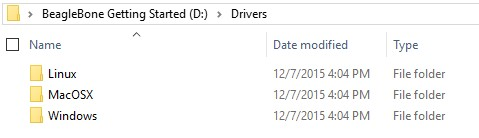 BeagleBone Getting Started (D:) > Drivers
Name Date modified Type
Linux 12/7/2015 4:04 PM File folder
MacOSX 12/7/2015 4:04 PM File folder
Windows 12/7/2015 4:04 PM File folder